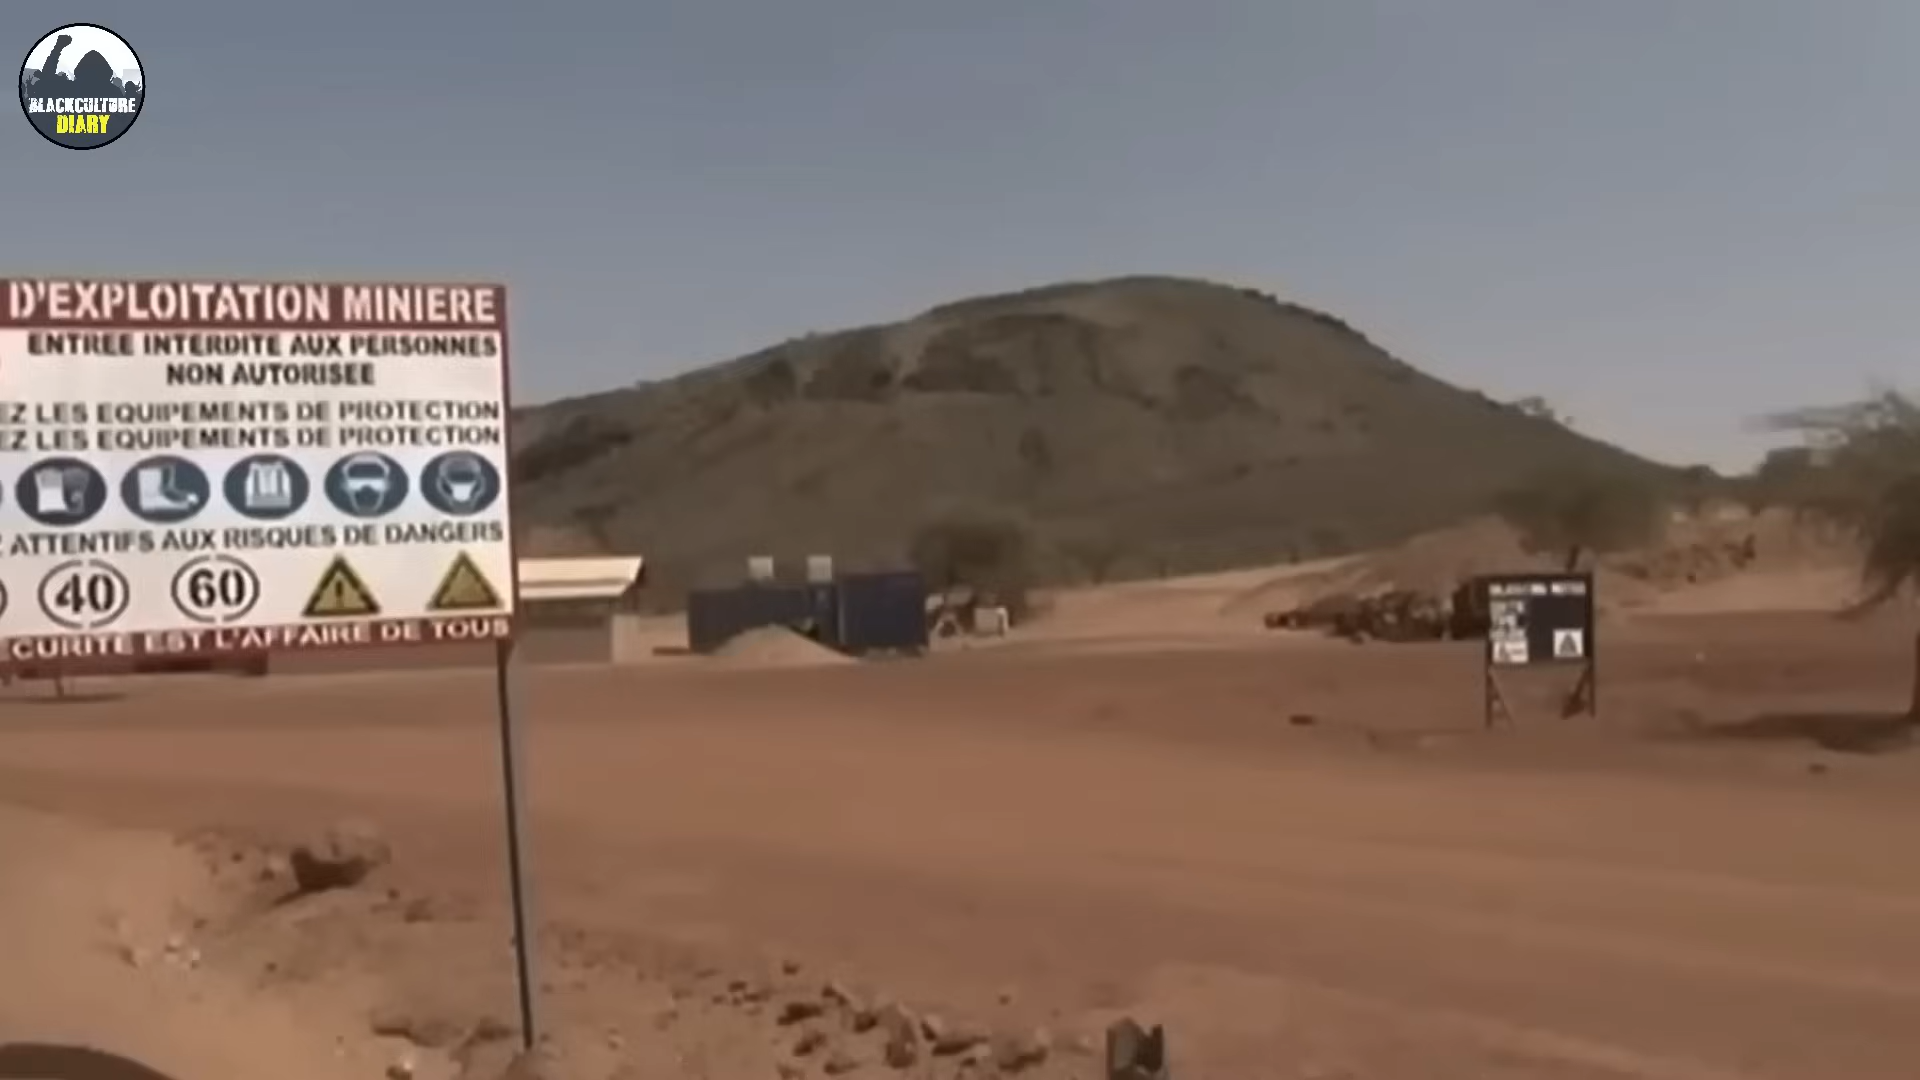 BLACKCULTURE
DIARY
D'EXPLOITATION MINIERE
ENTREE INTERDITE AUX PERSONNES
NON AUTORISEE
EZ LES EQUIPEMENTS DE PROTECTION
EZ LES EQUIPEMENTS DE PROTECTION
ATTENTIFS AUX RISQUES DE DANGERS
40 60
CURITE EST L'AFFAIRE DE TOUS